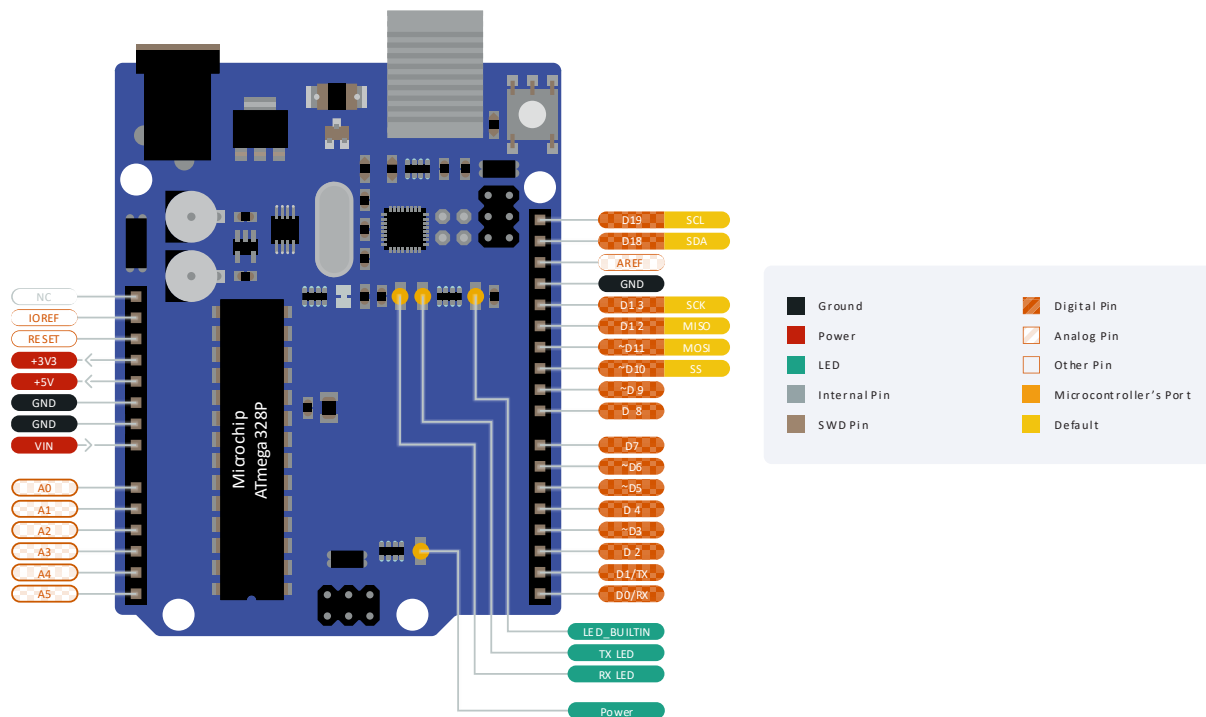 NC
IOREF
RESET
+3V3
+5V
GND
GND
VIN
A0
A1
A2
A3
A4
A5
Microchip
ATmega 328P
D19 SCL
D18 SDA
AREF
GND
D13 SCK
D12 MISO
~D11 MOSI
~D10 SS
~D9
D8
D7
~D6
~D5
D4
~D3
D2
D1/TX
D0/RX
LED_BUILTIN
TX LED
RX LED
Power
Ground
Power
LED
Internal Pin
SWD Pin
Digital Pin
Analog Pin
Other Pin
Microcontroller's Port
Default